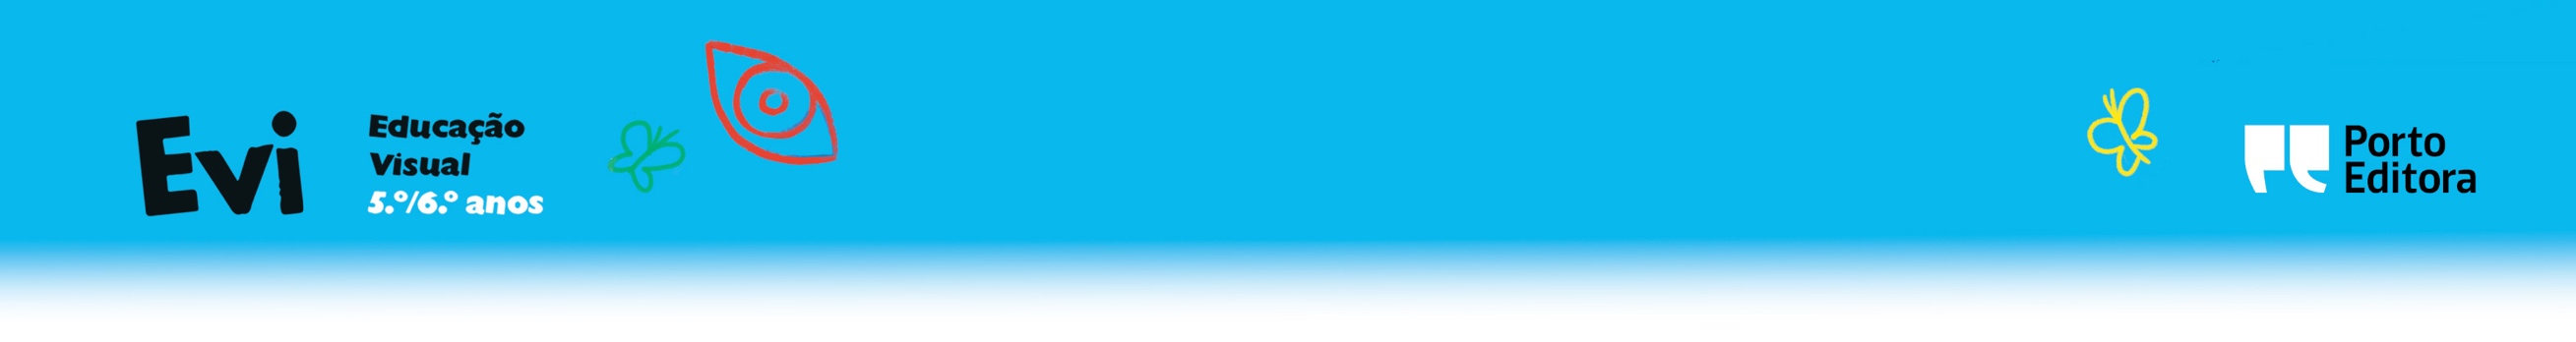 Evi
Educação
Visual
5.º/6.º anos
Porto
Editora